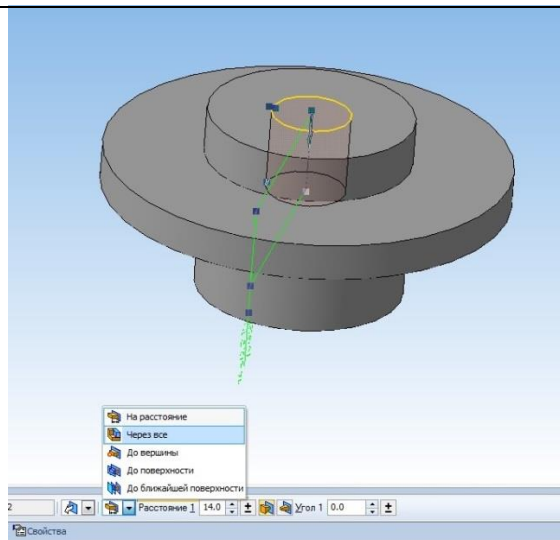 На расстояние
Через все
До вершины
До поверхности
До ближайшей поверхности
2 Расстояние 1 14.0 Угол 1 0.0
Свойства